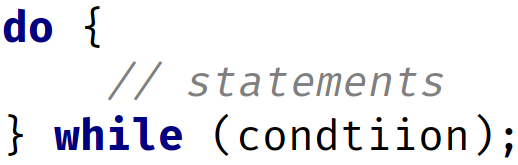 do {
    // statements
} while (condtiion);